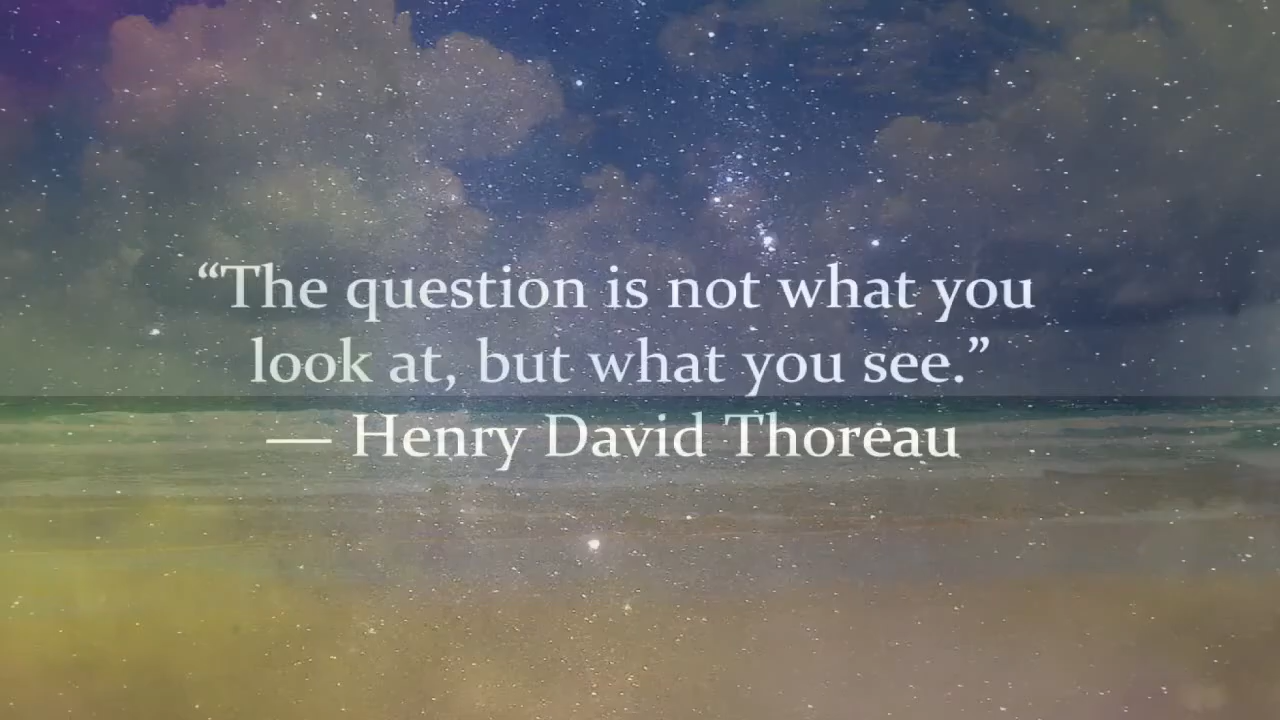 “The question is not what you
look at, but what you see.”
— Henry David Thoreau